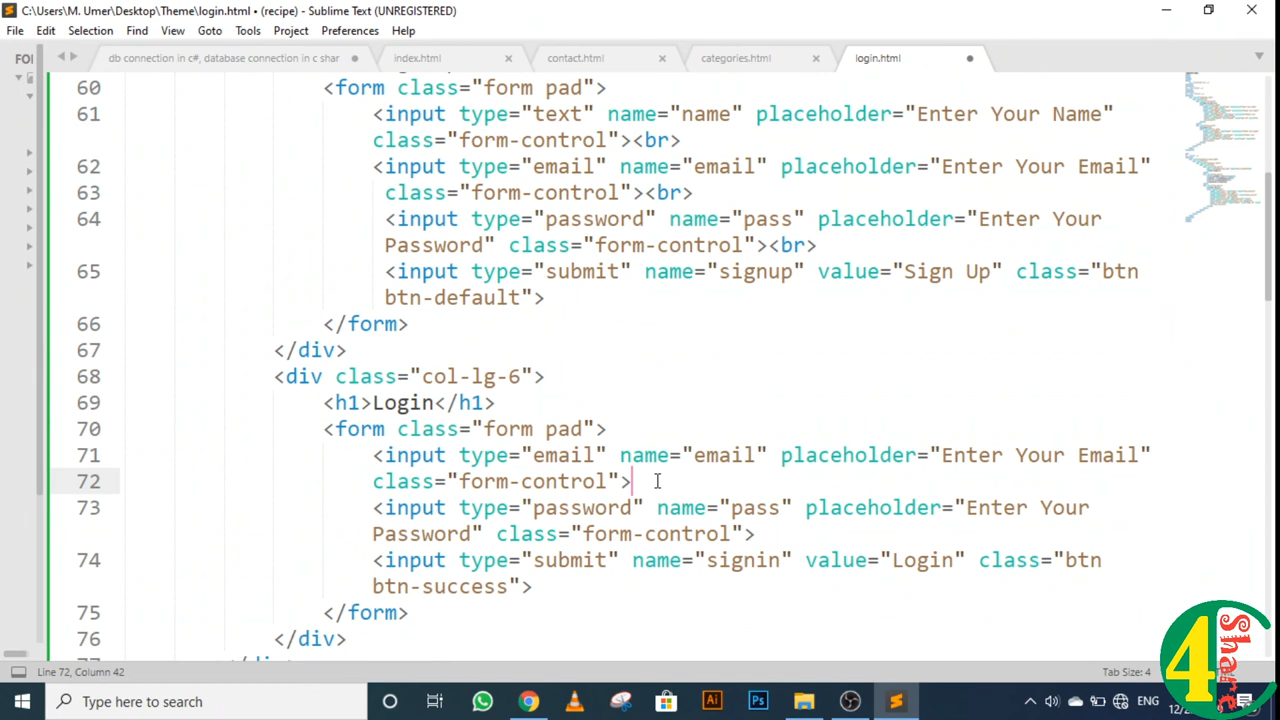 C:\Users\M. Umer\Desktop\Theme\login.html • (recipe) - Sublime Text (UNREGISTERED)
File Edit Selection Find View Goto Tools Project Preferences Help
FOL
db connection in c#, database connection in c shar
index.html
contact.html
categories.html
login.html
60 <form class="form pad">
61 <input type="text" name="name" placeholder="Enter Your Name"
class="form-control"><br>
62 <input type="email" name="email" placeholder="Enter Your Email"
63 class="form-control"><br>
64 <input type="password" name="pass" placeholder="Enter Your
Password" class="form-control"><br>
65 <input type="submit" name="signup" value="Sign Up" class="btn
btn-default">
66 </form>
67 </div>
68 <div class="col-lg-6">
69 <h1>Login</h1>
70 <form class="form pad">
71 <input type="email" name="email" placeholder="Enter Your Email"
72 class="form-control">
73 <input type="password" name="pass" placeholder="Enter Your
Password" class="form-control">
74 <input type="submit" name="signin" value="Login" class="btn
btn-success">
75 </form>
76 </div>
Line 72, Column 42
Tab Size: 4
4 Share
Type here to search
Ai
Ps
ENG